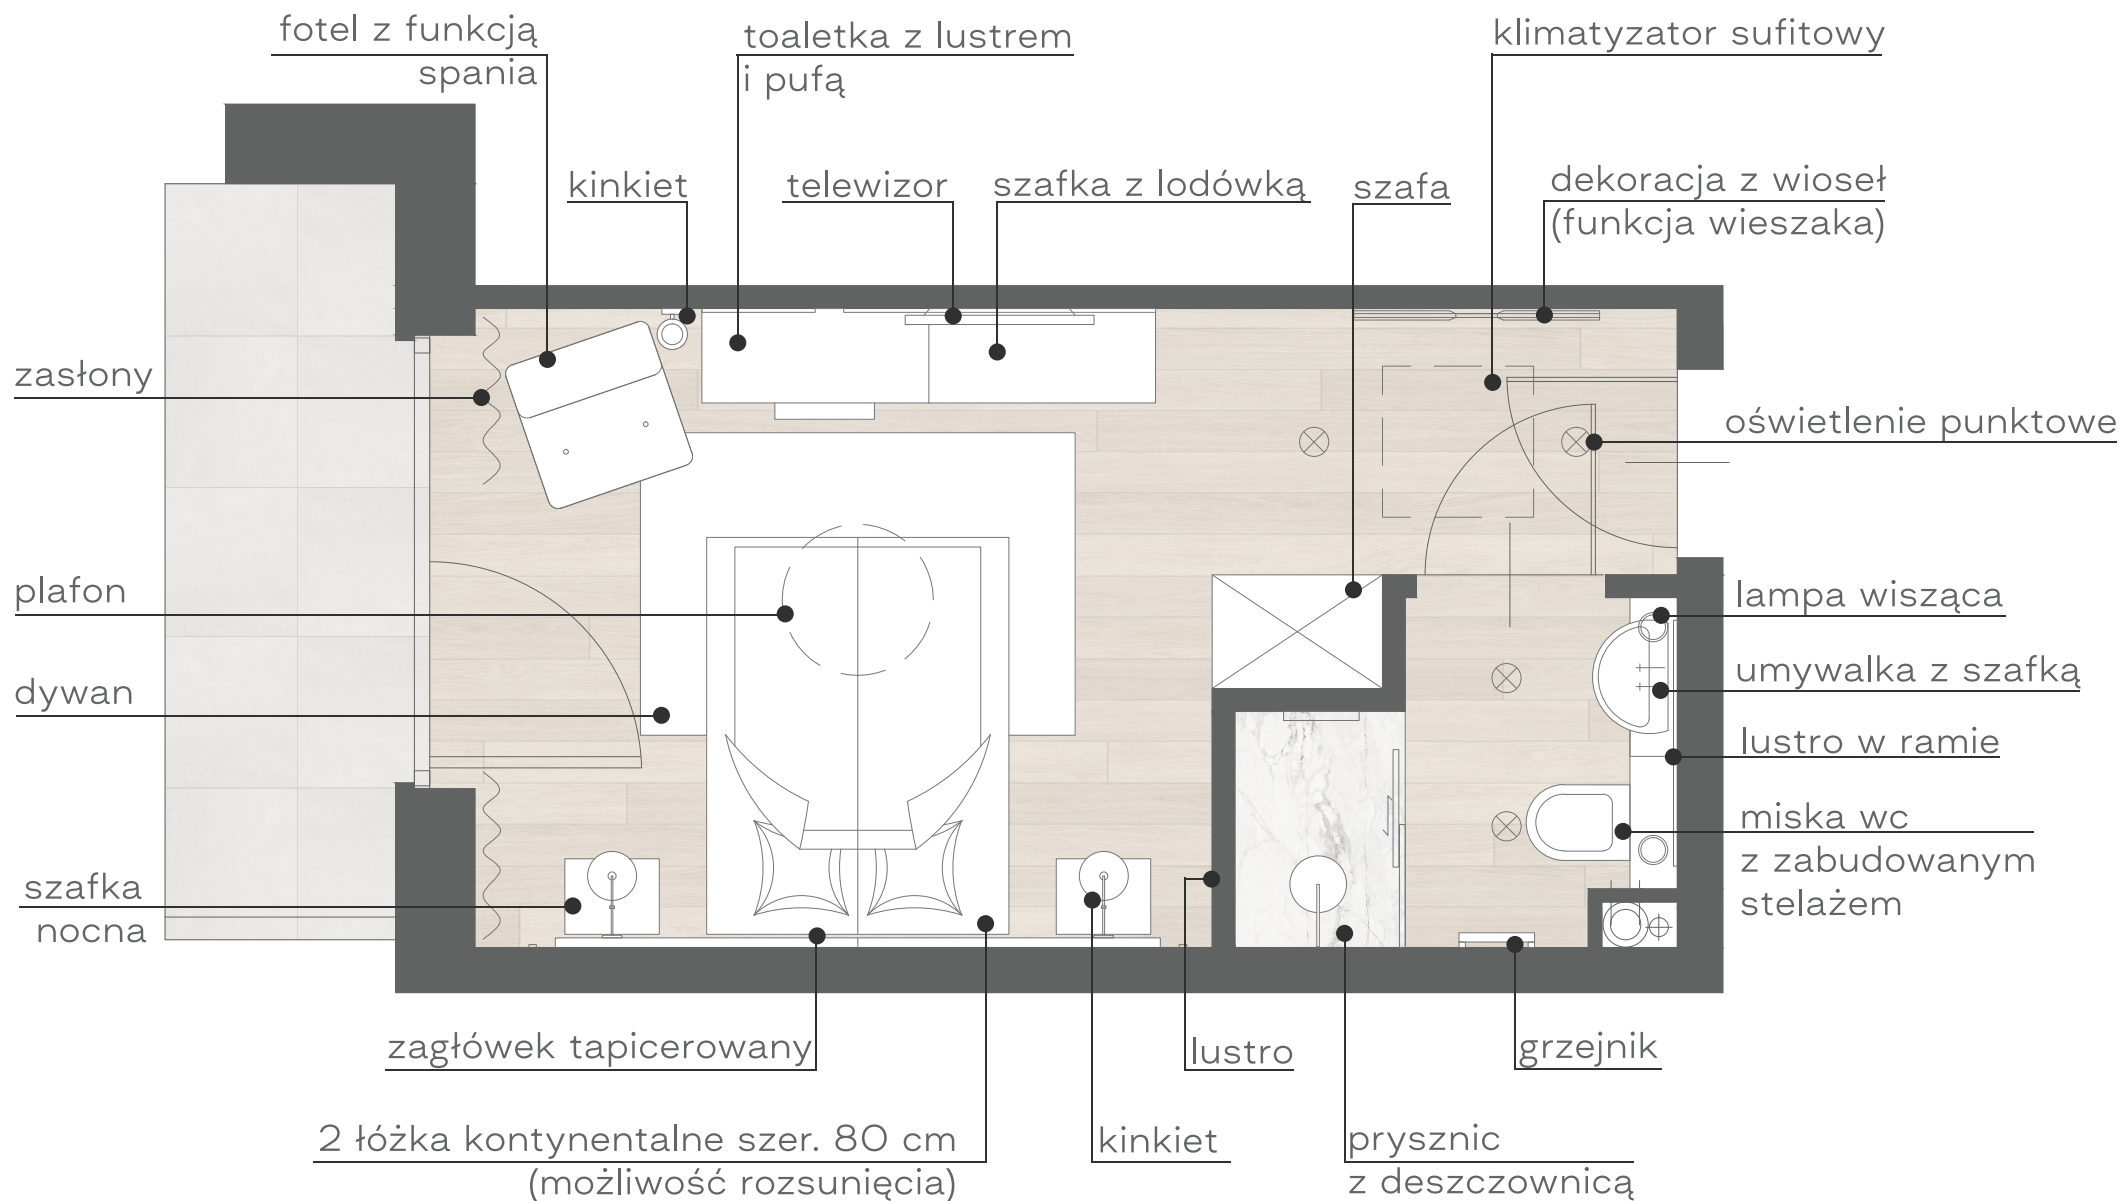 fotel z funkcją
spania
toaletka z lustrem
i pufą
klimatyzator sufitowy
kinkiet
telewizor
szafka z lodówką
szafa
dekoracja z wioseł
(funkcja wieszaka)
zasłony
oświetlenie punktowe
plafon
lampa wisząca
umywalka z szafką
dywan
lustro w ramie
miska wc
z zabudowanym
stelażem
szafka
nocna
zagłówek tapicerowany
lustro
grzejnik
2 łóżka kontynentalne szer. 80 cm
(możliwość rozsunięcia)
kinkiet
prysznic
z deszczownicą